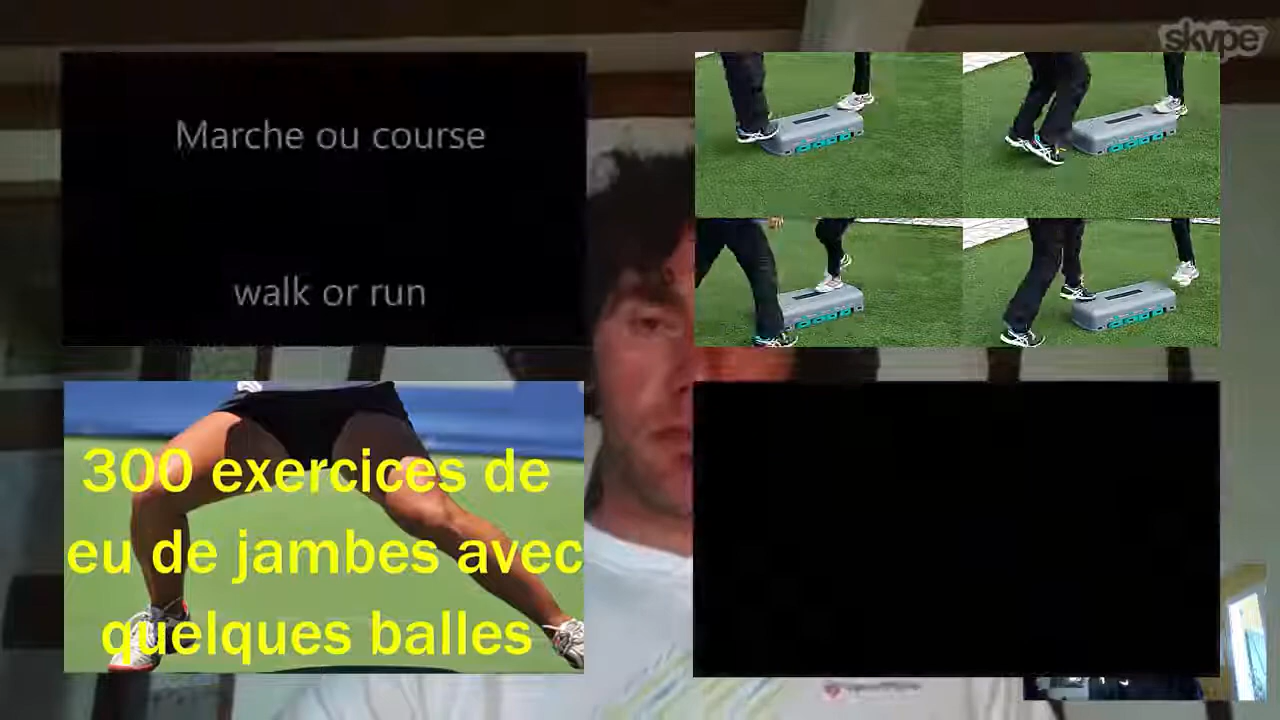 skype
Marche ou course
walk or run
300 exercices de
eu de jambes avec
quelques balles